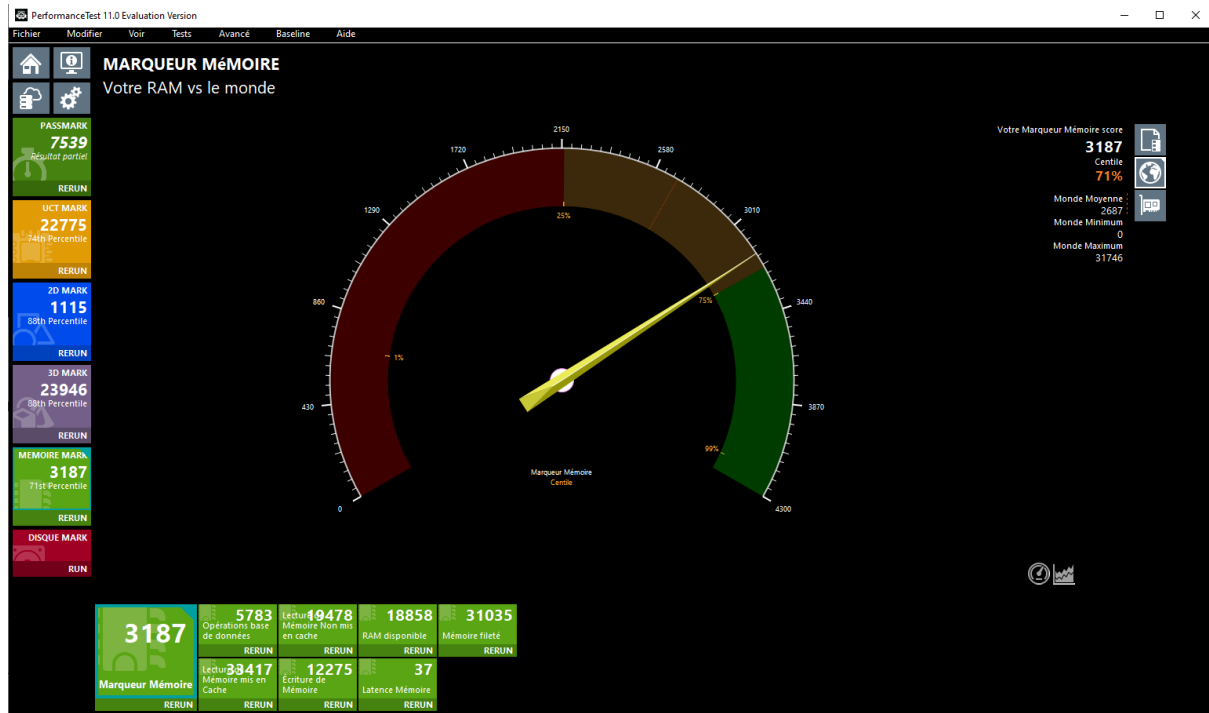 PerformanceTest 11.0 Evaluation Version
Fichier Modifier Voir Tests Avancé Baseline Aide
MARQUEUR MéMOIRE
Votre RAM vs le monde
PASSMARK
7539
Résultat partiel
RERUN
UCT MARK
22775
74th Percentile
RERUN
2D MARK
1115
88th Percentile
RERUN
3D MARK
23946
88th Percentile
RERUN
MEMOIRE MARK
3187
71st Percentile
RERUN
DISQUE MARK
RUN
0
430
860
1290
1720
2150
2580
3010
3440
3870
4300
1%
25%
75%
99%
Marqueur Mémoire
Centile
Votre Marqueur Mémoire score
3187
Centile
71%
Monde Moyenne
2687
Monde Minimum
0
Monde Maximum
31746
3187
Marqueur Mémoire
RERUN
5783
Opérations base
de données
RERUN
19478
Mémoire Non mis
en cache
RERUN
18858
RAM disponible
RERUN
31035
Mémoire fileté
RERUN
33417
Mémoire mis en
Cache
RERUN
12275
Écriture de
Mémoire
RERUN
37
Latence Mémoire
RERUN